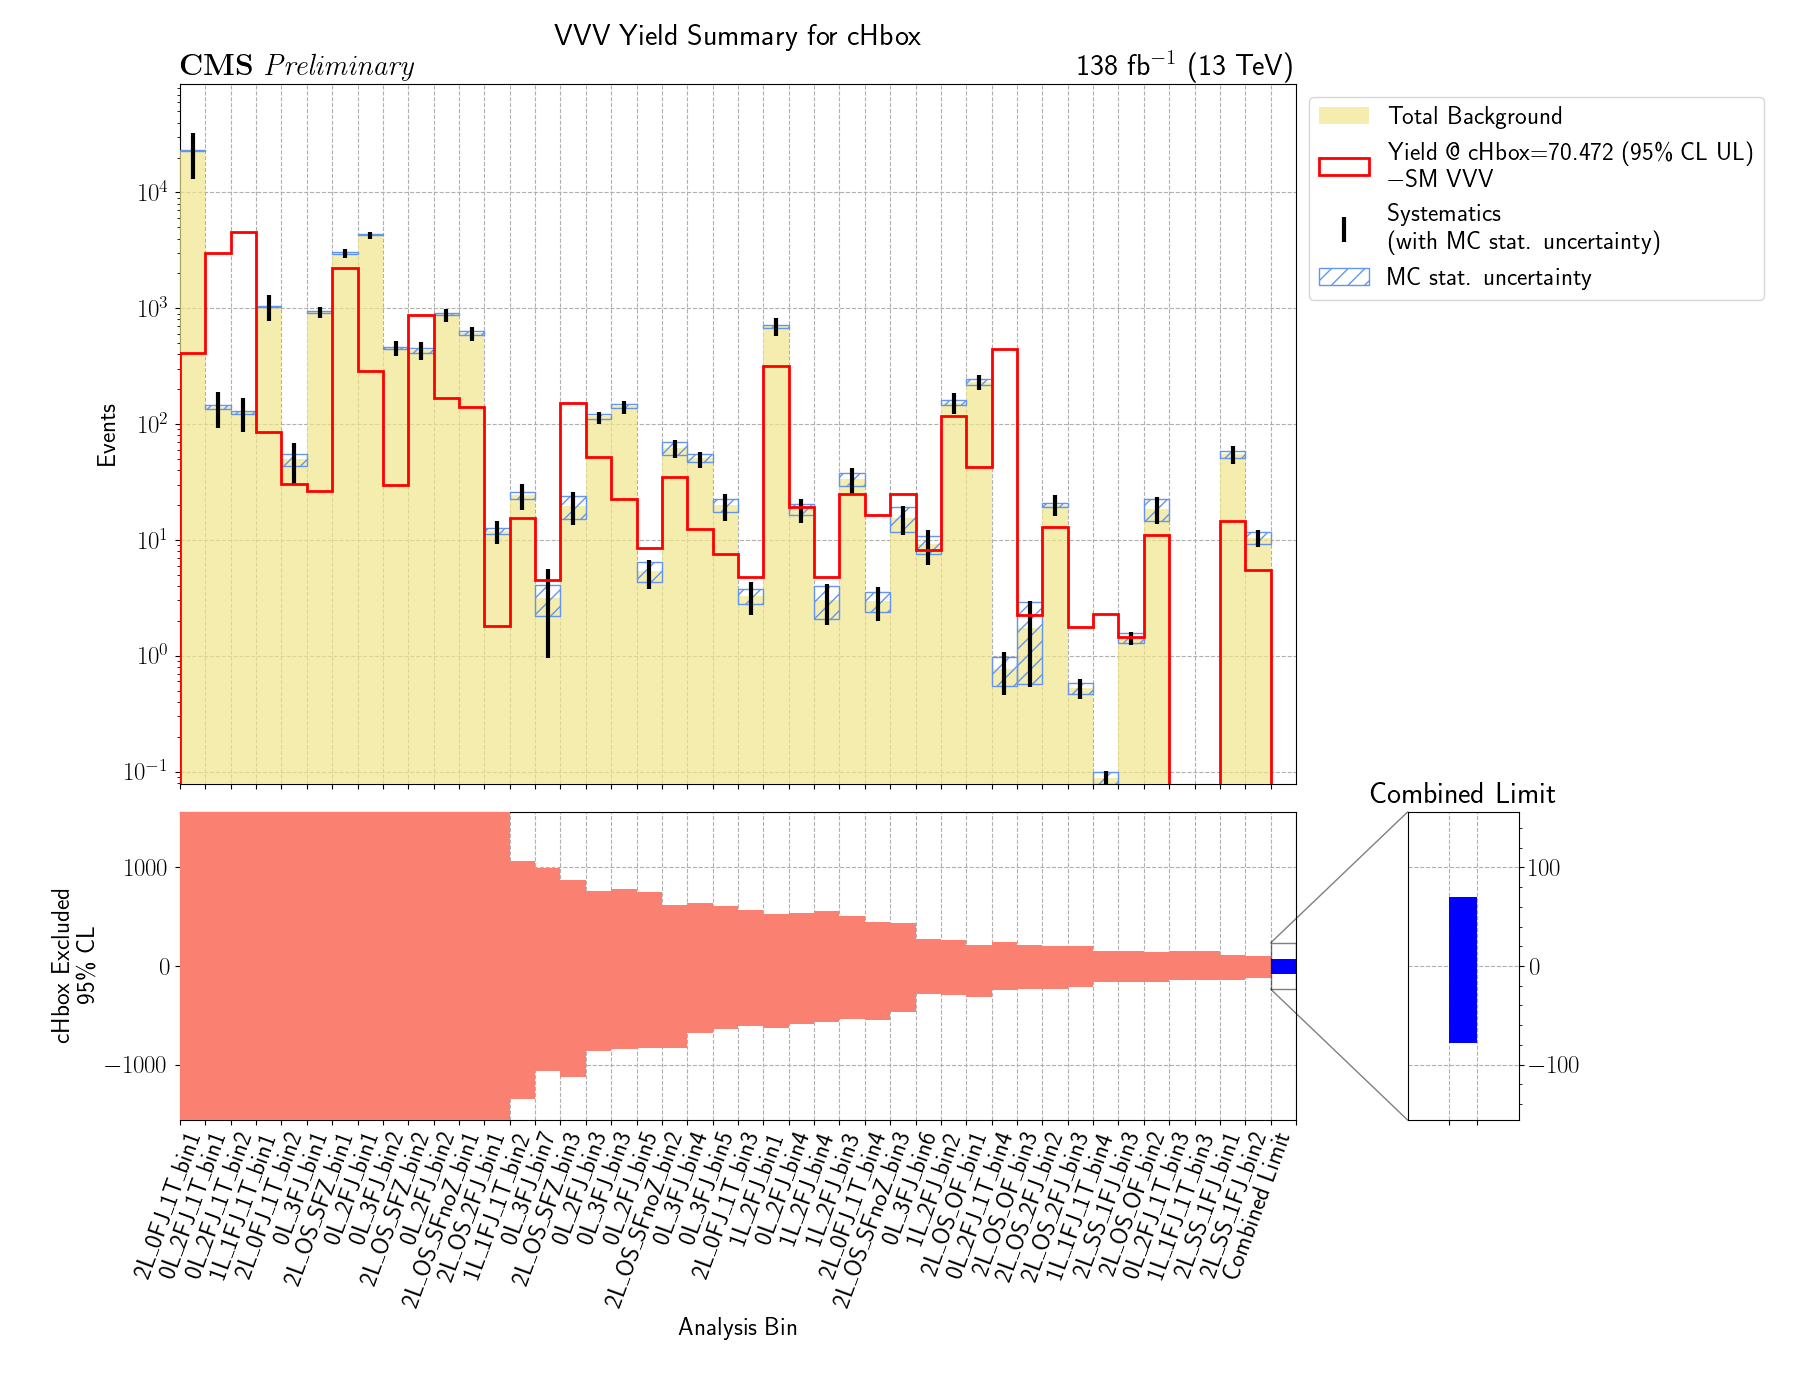 VVV Yield Summary for cHbox
CMS Preliminary
138 fb⁻¹ (13 TeV)
Total Background
Yield @ cHbox=70.472 (95% CL UL)
−SM VVV
Systematics
(with MC stat. uncertainty)
MC stat. uncertainty
Events
10⁴
10³
10²
10¹
10⁰
10⁻¹
cHbox Excluded
95% CL
1000
0
−1000
Combined Limit
100
0
−100
2L_0FJ_1T_bin1
0L_2FJ_1T_bin1
0L_2FJ_1T_bin2
1L_1FJ_1T_bin1
2L_0FJ_1T_bin2
0L_3FJ_bin1
2L_OS_SFZ_bin1
0L_2FJ_bin1
0L_3FJ_bin2
2L_OS_SFZ_bin2
0L_2FJ_bin2
2L_OS_SFnoZ_bin1
2L_OS_2FJ_bin1
1L_1FJ_1T_bin2
0L_3FJ_bin7
2L_OS_SFZ_bin3
0L_2FJ_bin3
0L_3FJ_bin3
0L_2FJ_bin5
2L_OS_SFnoZ_bin2
0L_3FJ_bin4
0L_3FJ_bin5
2L_0FJ_1T_bin3
1L_2FJ_bin1
0L_2FJ_bin4
1L_2FJ_bin4
1L_2FJ_bin3
2L_0FJ_1T_bin4
2L_OS_SFnoZ_bin3
0L_3FJ_bin6
1L_2FJ_bin2
2L_OS_OF_bin1
0L_2FJ_1T_bin4
2L_OS_OF_bin3
2L_OS_2FJ_bin2
2L_OS_2FJ_bin3
1L_1FJ_1T_bin4
2L_SS_1FJ_bin3
2L_OS_OF_bin2
0L_2FJ_1T_bin3
1L_1FJ_1T_bin3
2L_SS_1FJ_bin1
2L_SS_1FJ_bin2
Combined Limit
Analysis Bin